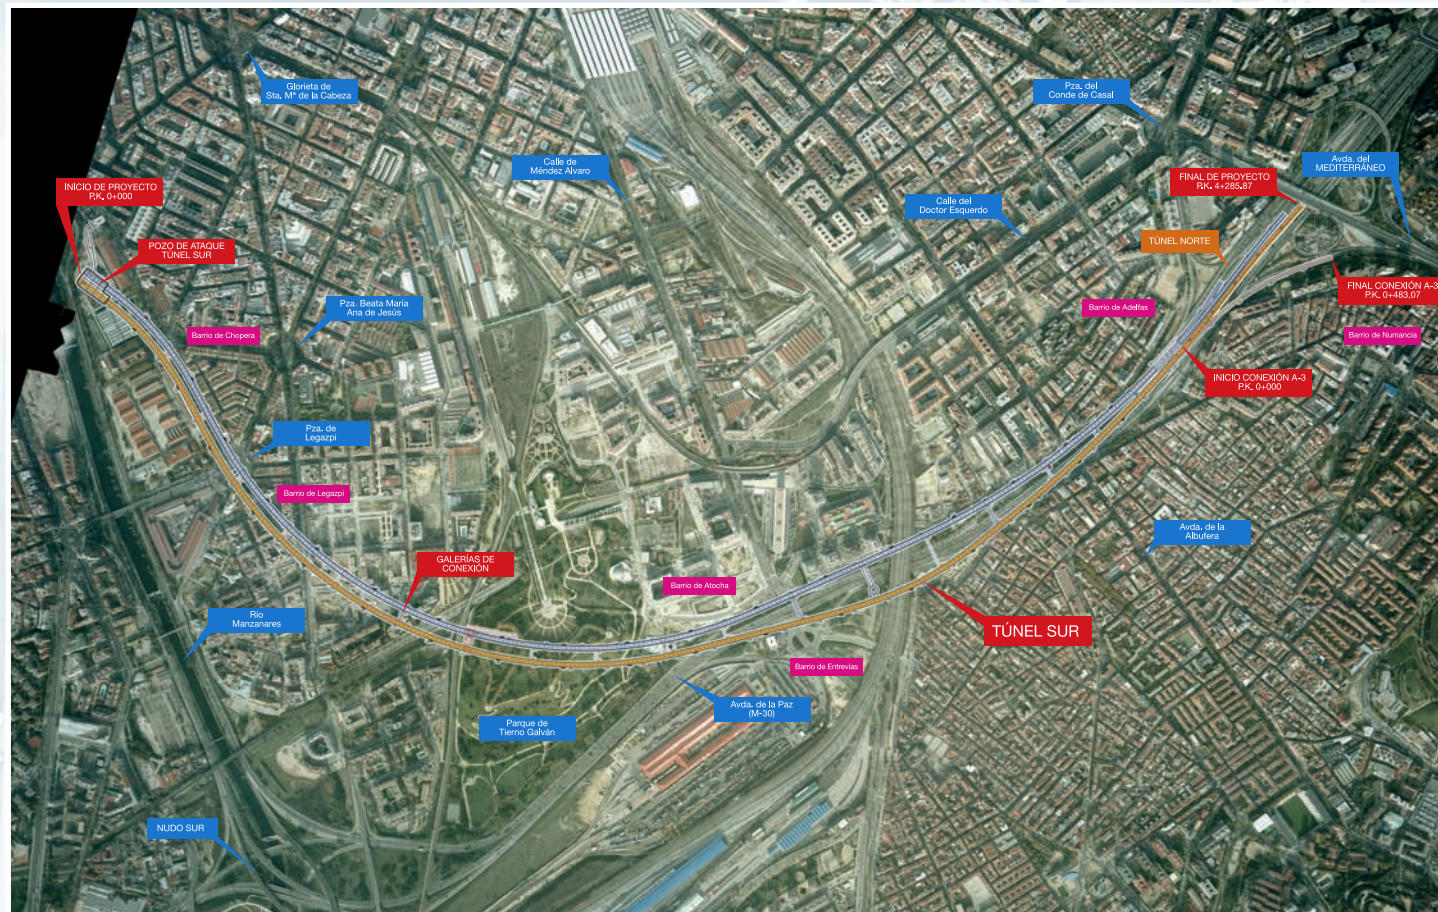 Glorieta de
Sta. Mª de la Cabeza
Pza. del
Conde de Casal
Calle de
Méndez Alvaro
Avda. del
MEDITERRÁNEO
INICIO DE PROYECTO
P.K. 0+000
FINAL DE PROYECTO
P.K. 4+285.87
Calle del
Doctor Esquerdo
POZO DE ATAQUE
TÚNEL SUR
TÚNEL NORTE
FINAL CONEXIÓN A-3
P.K. 0+483,07
Pza. Beata María
Ana de Jesús
Barrio de Adelfas
Barrio de Chopera
Barrio de Numancia
INICIO CONEXIÓN A-3
P.K. 0+000
Pza. de
Legazpi
Barrio de Legazpi
Avda. de la
Albufera
GALERÍAS DE
CONEXIÓN
Barrio de Atocha
Río
Manzanares
TÚNEL SUR
Barrio de Entrevías
Avda. de la Paz
(M-30)
Parque de
Tierno Galván
NUDO SUR